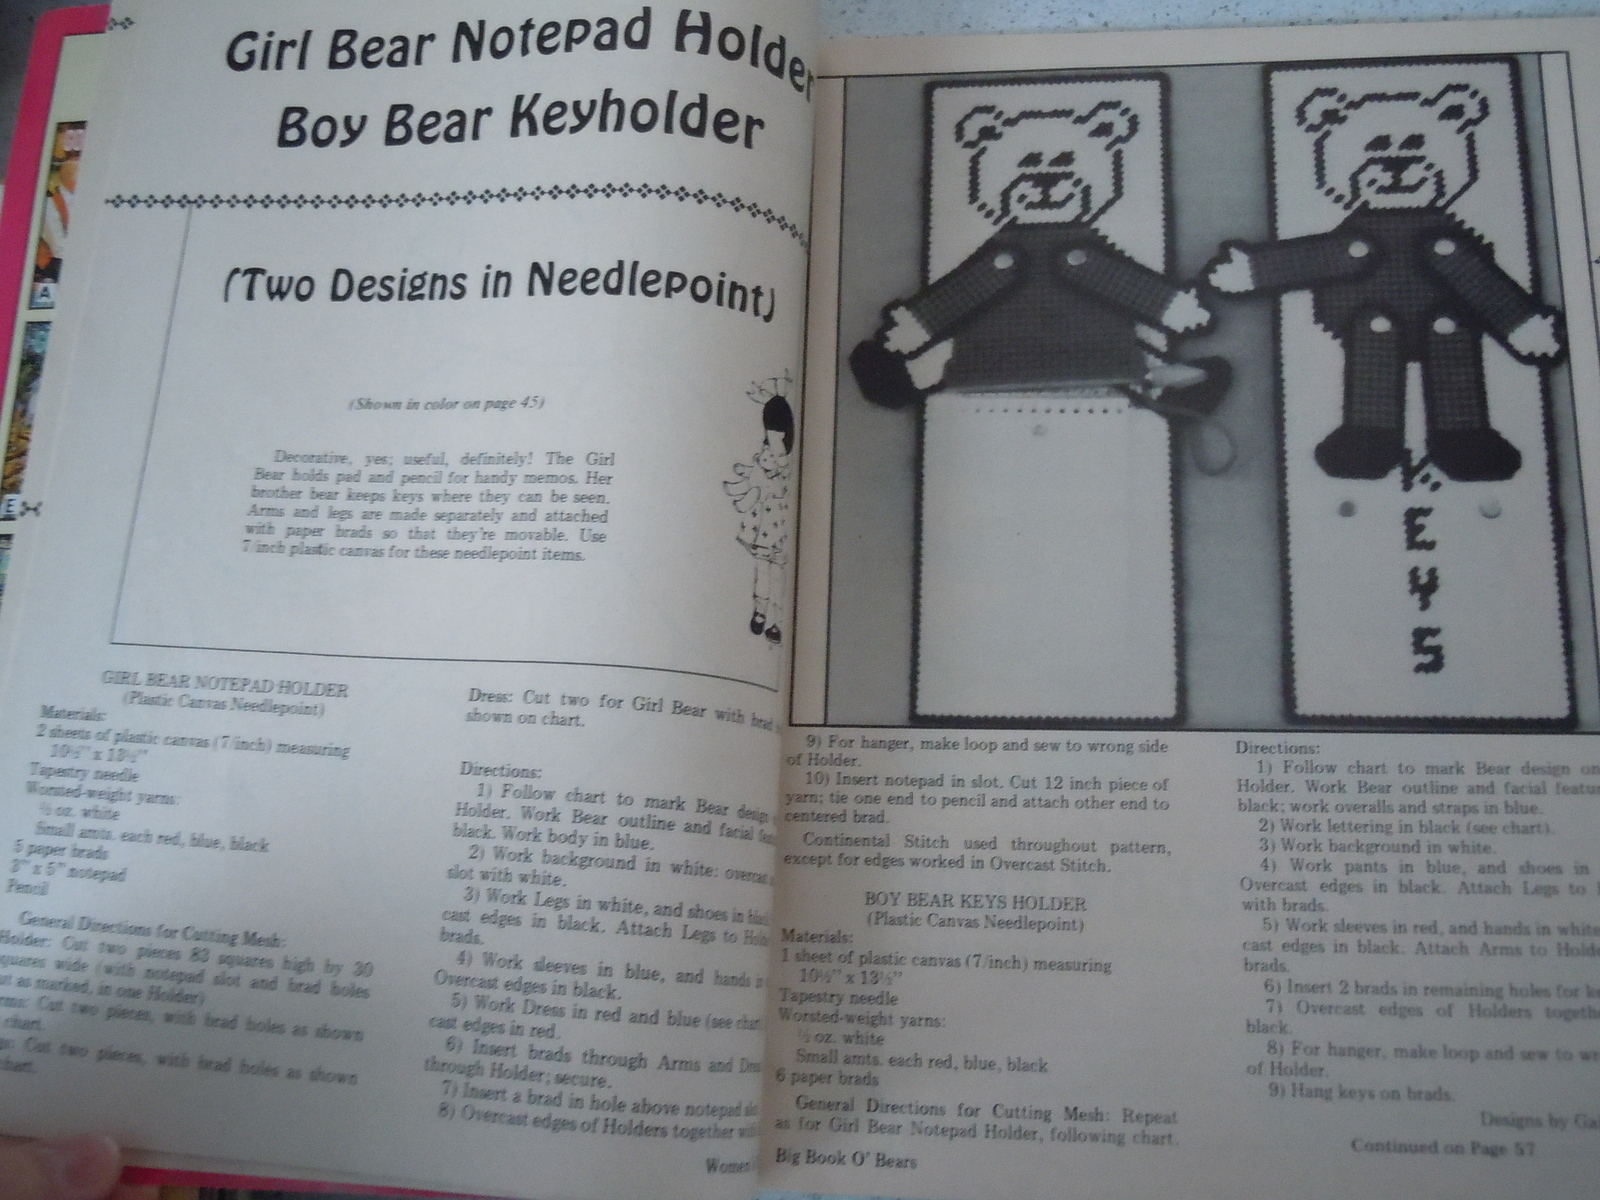 Girl Bear Notepad Holder
Boy Bear Keyholder
(Two Designs in Needlepoint)
(Shown in color on page 45)
Decorative, yes; useful, definitely! The Girl
Bear holds pad and pencil for handy memos. Her
brother bear keeps keys where they can be seen.
Arms and legs are made separately and attached
with paper brads so that they're movable. Use
7/inch plastic canvas for these needlepoint items.
GIRL BEAR NOTEPAD HOLDER
(Plastic Canvas Needlepoint)
Materials:
2 sheets of plastic canvas (7/inch) measuring
10½" x 13½"
Tapestry needle
Worsted-weight yarns:
½ oz. white
Small amts. each red, blue, black
5 paper brads
3" x 5" notepad
Pencil
General Directions for Cutting Mesh:
Holder: Cut two pieces 83 squares high by 30
squares wide (with notepad slot and brad holes
as marked, in one Holder)
Cut two pieces, with brad holes as shown
chart.
Cut two pieces, with brad holes as shown
chart.
Dress: Cut two for Girl Bear with brad
shown on chart.
Directions:
1) Follow chart to mark Bear design
Holder. Work Bear outline and facial
black. Work body in blue.
2) Work background in white; overcast
slot with white.
3) Work Legs in white, and shoes in
cast edges in black. Attach Legs to
brads.
4) Work sleeves in blue, and hands
Overcast edges in black.
5) Work Dress in red and blue (see
cast edges in red.
6) Insert brads through Arms and
through Holder; secure.
7) Insert a brad in hole above notepad
8) Overcast edges of Holders together
KEYS
9) For hanger, make loop and sew to wrong side
of Holder.
10) Insert notepad in slot. Cut 12 inch piece of
yarn; tie one end to pencil and attach other end to
centered brad.
Continental Stitch used throughout pattern,
except for edges worked in Overcast Stitch.
BOY BEAR KEYS HOLDER
(Plastic Canvas Needlepoint)
Materials:
1 sheet of plastic canvas (7/inch) measuring
10½" x 13½"
Tapestry needle
Worsted-weight yarns:
½ oz. white
Small amts. each red, blue, black
6 paper brads
General Directions for Cutting Mesh: Repeat
as for Girl Bear Notepad Holder, following chart.
Big Book O' Bears
Directions:
1) Follow chart to mark Bear design on
Holder. Work Bear outline and facial
black; work overalls and straps in blue.
2) Work lettering in black (see chart).
3) Work background in white.
4) Work pants in blue, and shoes in
Overcast edges in black. Attach Legs to
with brads.
5) Work sleeves in red, and hands in white
cast edges in black. Attach Arms to
brads.
6) Insert 2 brads in remaining holes for
7) Overcast edges of Holders
black.
8) For hanger, make loop and sew to
of Holder.
9) Hang keys on brads.
Designs by
Continued on Page 57
A
E